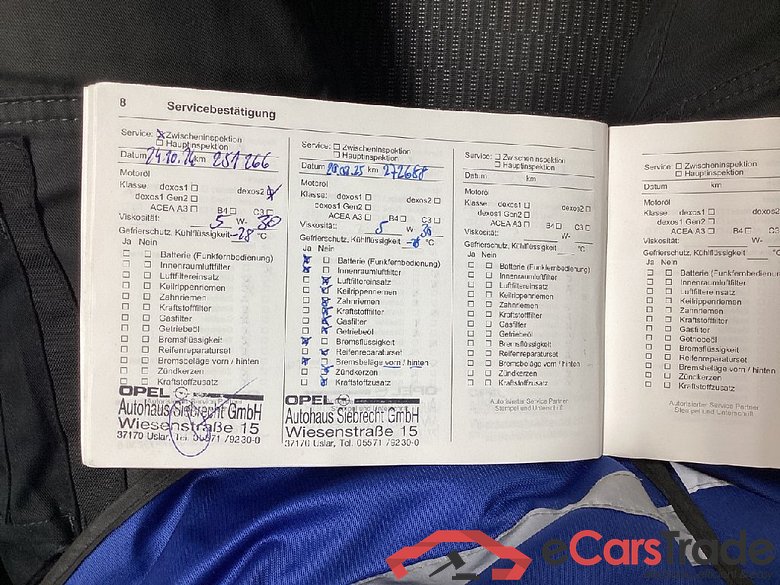 8 Servicebestätigung
Service: ☒ Zwischeninspektion
☐ Hauptinspektion
Datum 24.10.24 km 251 266
Motoröl
Klasse: dexos1 ☐ dexos2 ☒
dexos1 Gen2 ☐
ACEA A3 ☐ B4 ☐ C3 ☐
Viskosität: 5 W- 30
Gefrierschutz, Kühlflüssigkeit -28 °C
Ja Nein
☐ ☐ Batterie (Funkfernbedienung)
☐ ☐ Innenraumluftfilter
☐ ☐ Luftfiltereinsatz
☐ ☐ Keilrippenriemen
☐ ☐ Zahnriemen
☐ ☐ Kraftstofffilter
☐ ☐ Gasfilter
☐ ☐ Getriebeöl
☐ ☐ Bremsflüssigkeit
☐ ☐ Reifenreparaturset
☐ ☐ Bremsbeläge vorn / hinten
☐ ☐ Zündkerzen
☐ ☐ Kraftstoffzusatz
OPEL
Autohaus Siebrecht GmbH
Wiesenstraße 15
37170 Uslar, Tel. 05571 /9230-0
Service: ☐ Zwischeninspektion
☐ Hauptinspektion
Datum km 272688
Motoröl
Klasse: dexos1 ☐ dexos2 ☐
dexos1 Gen2 ☐
ACEA A3 ☐ B4 ☐ C3 ☐
Viskosität: 5 W 30
Gefrierschutz, Kühlflüssigkeit °C
Ja Nein
☒ ☐ Batterie (Funkfernbedienung)
☒ ☐ Innenraumluftfilter
☐ ☒ Luftfiltereinsatz
☐ ☒ Keilrippenriemen
☐ ☒ Zahnriemen
☐ ☒ Kraftstofffilter
☐ ☒ Gasfilter
☐ ☒ Getriebeöl
☒ ☐ Bremsflüssigkeit
☐ ☒ Reifenreparaturset
☒ ☐ Bremsbeläge vorn / hinten
☐ ☒ Zündkerzen
☐ ☒ Kraftstoffzusatz
OPEL
Autohaus Siebrecht GmbH
Wiesenstraße 15
37170 Uslar, Tel. 05571 /9230-0
Service: ☐ Zwischeninspektion
☐ Hauptinspektion
Datum km
Motoröl
Klasse: dexos1 ☐ dexos2 ☐
dexos1 Gen2 ☐
ACEA A3 ☐ B4 ☐ C3 ☐
Viskosität: W-
Gefrierschutz, Kühlflüssigkeit °C
Ja Nein
☐ ☐ Batterie (Funkfernbedienung)
☐ ☐ Innenraumluftfilter
☐ ☐ Luftfiltereinsatz
☐ ☐ Keilrippenriemen
☐ ☐ Zahnriemen
☐ ☐ Kraftstofffilter
☐ ☐ Gasfilter
☐ ☐ Getriebeöl
☐ ☐ Bremsflüssigkeit
☐ ☐ Reifenreparaturset
☐ ☐ Bremsbeläge vorn / hinten
☐ ☐ Zündkerzen
☐ ☐ Kraftstoffzusatz
Autorisierter Service Partner
Stempel und Unterschrift
Service: ☐ Zwischeninspektion
☐ Hauptinspektion
Datum km
Motoröl
Klasse: dexos1 ☐
dexos1 Gen2 ☐
ACEA A3 ☐ B4 ☐
Viskosität: W-
Gefrierschutz, Kühlflüssigkeit
Ja Nein
☐ ☐ Batterie (Funkfernbedienung)
☐ ☐ Innenraumluftfilter
☐ ☐ Luftfiltereinsatz
☐ ☐ Keilrippenriemen
☐ ☐ Zahnriemen
☐ ☐ Kraftstofffilter
☐ ☐ Gasfilter
☐ ☐ Getriebeöl
☐ ☐ Bremsflüssigkeit
☐ ☐ Reifenreparaturset
☐ ☐ Bremsbeläge vorn / hinten
☐ ☐ Zündkerzen
☐ ☐ Kraftstoffzusatz
Autorisierter Service Partner
Stempel und Unterschrift
eCarsTrade